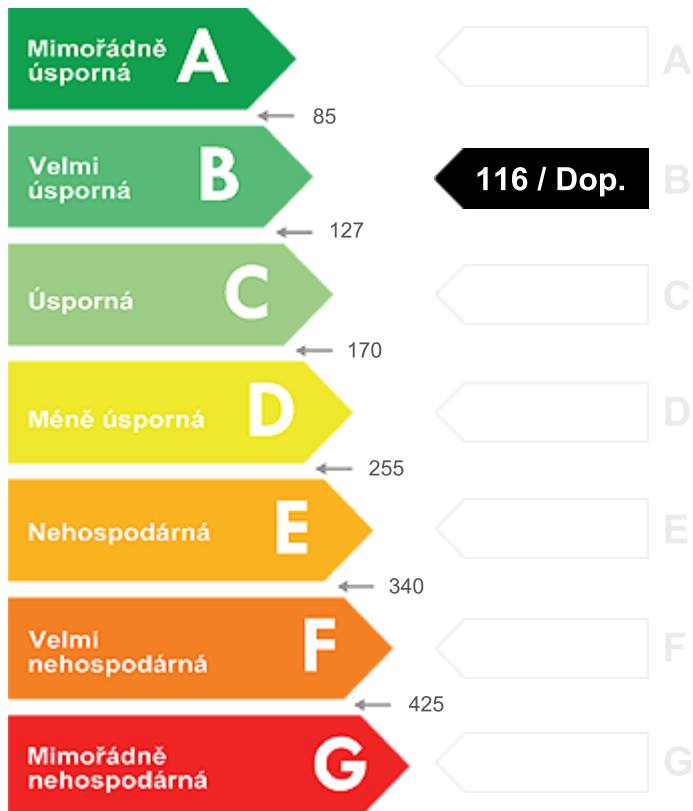 Mimořádně
úsporná
A
A
85
Velmi
úsporná
B
116 / Dop.
B
127
Úsporná
C
C
170
Méně úsporná
D
D
255
Nehospodárná
E
E
340
Velmi
nehospodárná
F
F
425
Mimořádně
nehospodárná
G
G